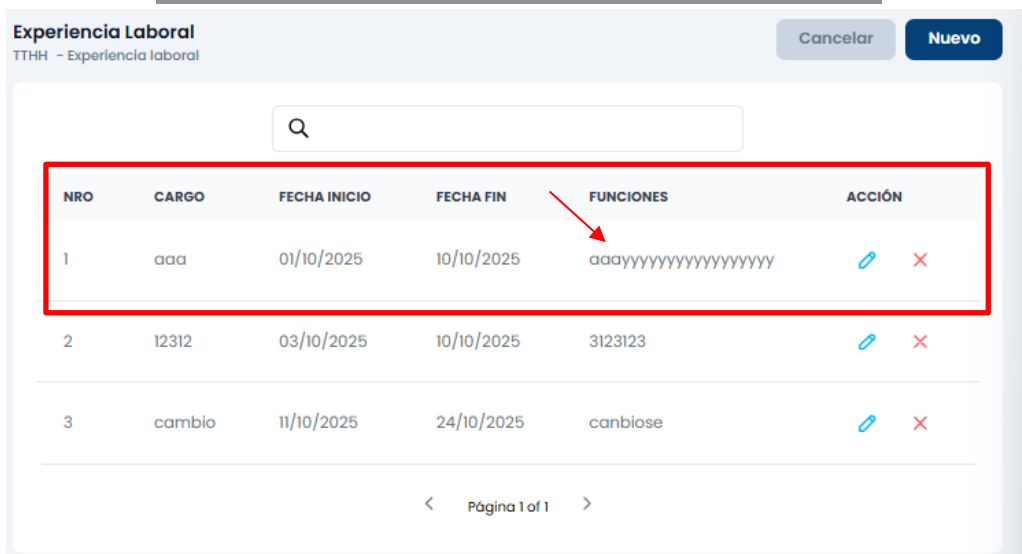 Experiencia Laboral
Cancelar
Nuevo
TTHH - Experiencia laboral
NRO CARGO FECHA INICIO FECHA FIN FUNCIONES ACCIÓN
1 aaa 01/10/2025 10/10/2025 aaayyyyyyyyyyyyyyyyy
2 12312 03/10/2025 10/10/2025 3123123
3 cambio 11/10/2025 24/10/2025 canbiose
Página 1 of 1